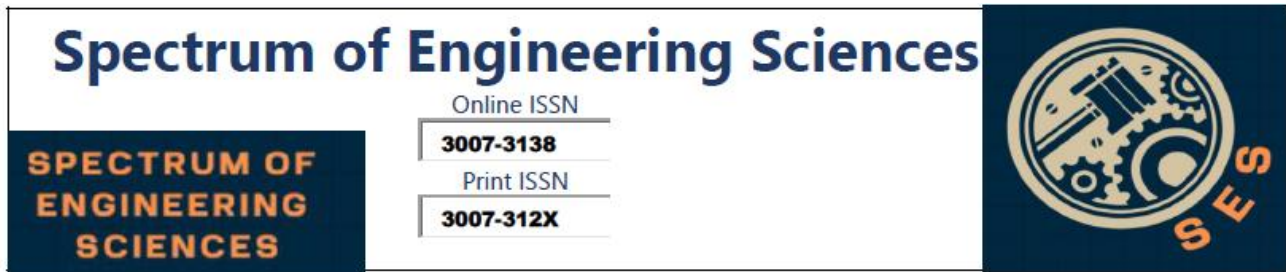 Spectrum of Engineering Sciences
Online ISSN
3007-3138
Print ISSN
3007-312X
SPECTRUM OF
ENGINEERING
SCIENCES
SES